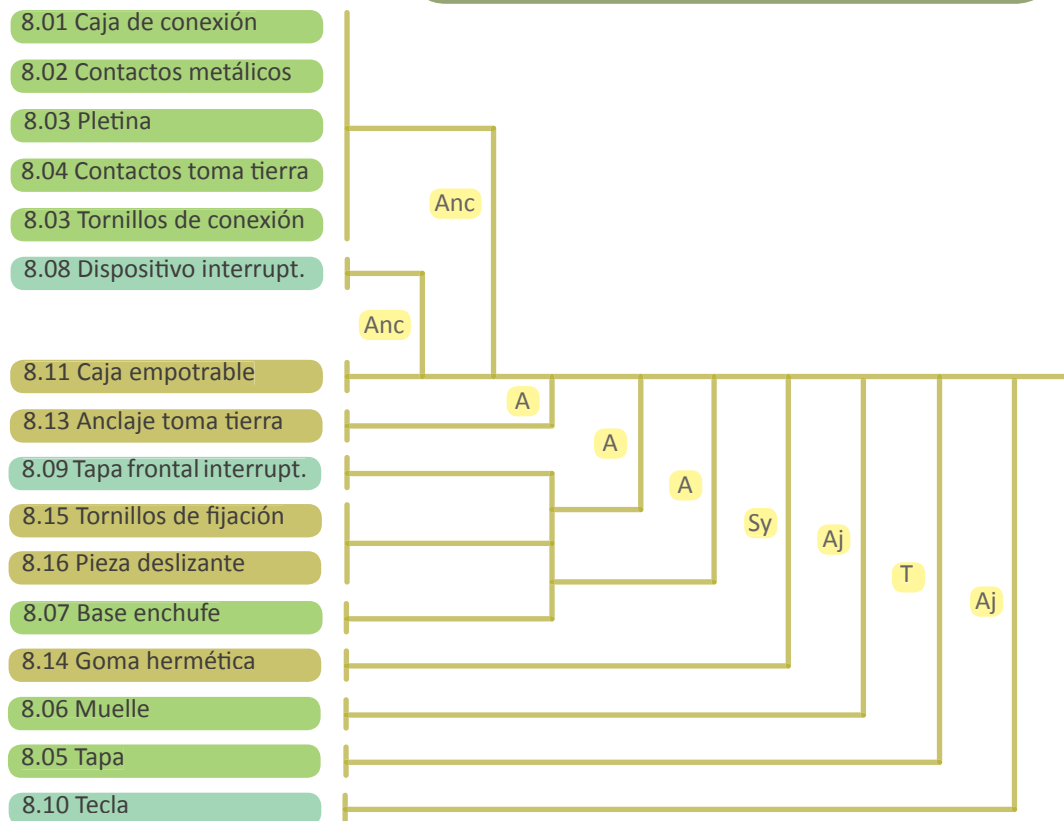 8.01 Caja de conexión
8.02 Contactos metálicos
8.03 Pletina
8.04 Contactos toma tierra
Anc
8.03 Tornillos de conexión
8.08 Dispositivo interrupt.
Anc
8.11 Caja empotrable
A
8.13 Anclaje toma tierra
A
8.09 Tapa frontal interrupt.
A
8.15 Tornillos de fijación
Sy
Aj
8.16 Pieza deslizante
T
Aj
8.07 Base enchufe
8.14 Goma hermética
8.06 Muelle
8.05 Tapa
8.10 Tecla